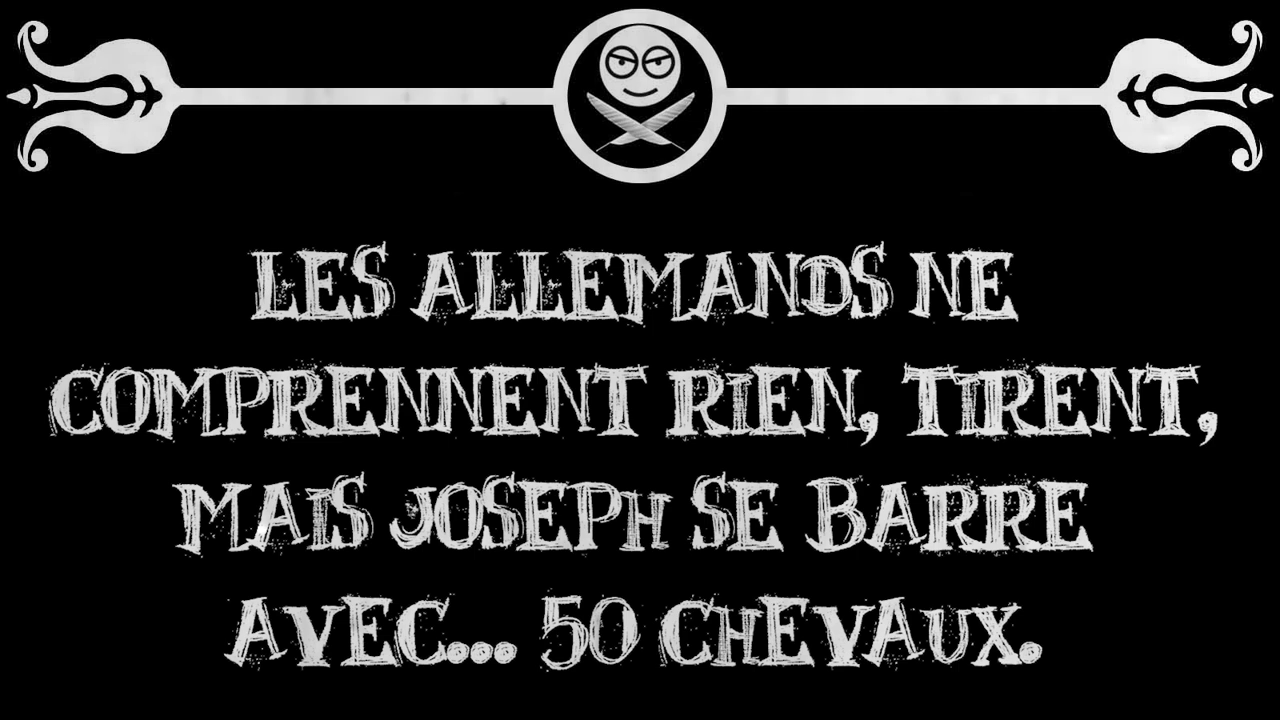 LES ALLEMANDS NE
COMPRENNENT RIEN, TIRENT,
MAIS JOSEPH SE BARRE
AVEC... 50 CHEVAUX.